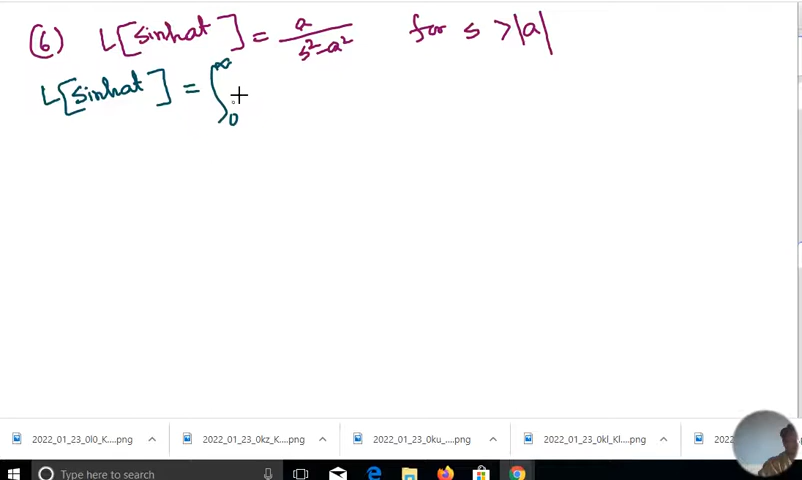 (6) L[sinhat] = a/(s²-a²) for s >|a|
L[sinhat] = ∫₀^∞
2022_01_23_0l0_K....png 2022_01_23_0kz_K....png 2022_01_23_0ku_....png 2022_01_23_0kl_Kl....png 2022
Type here to search